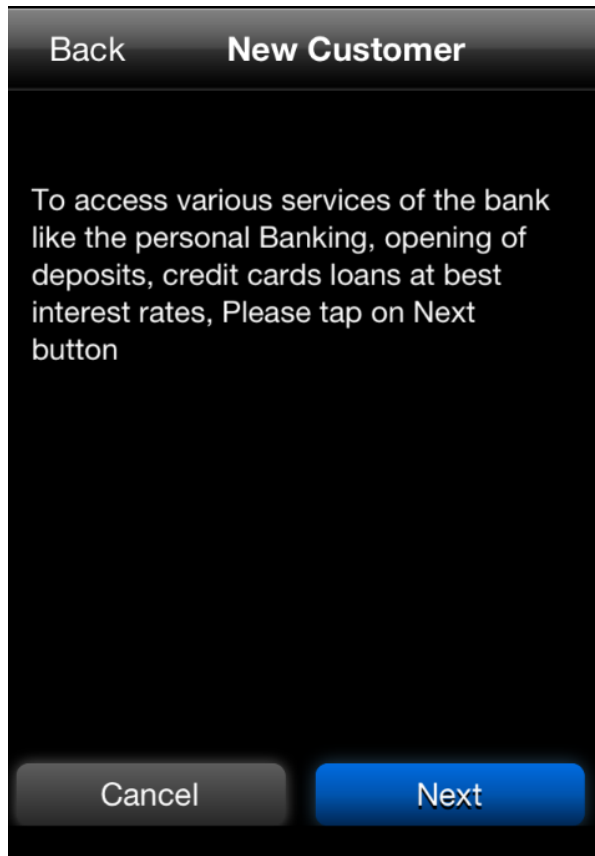 Back New Customer
To access various services of the bank
like the personal Banking, opening of
deposits, credit cards loans at best
interest rates, Please tap on Next
button
Cancel Next